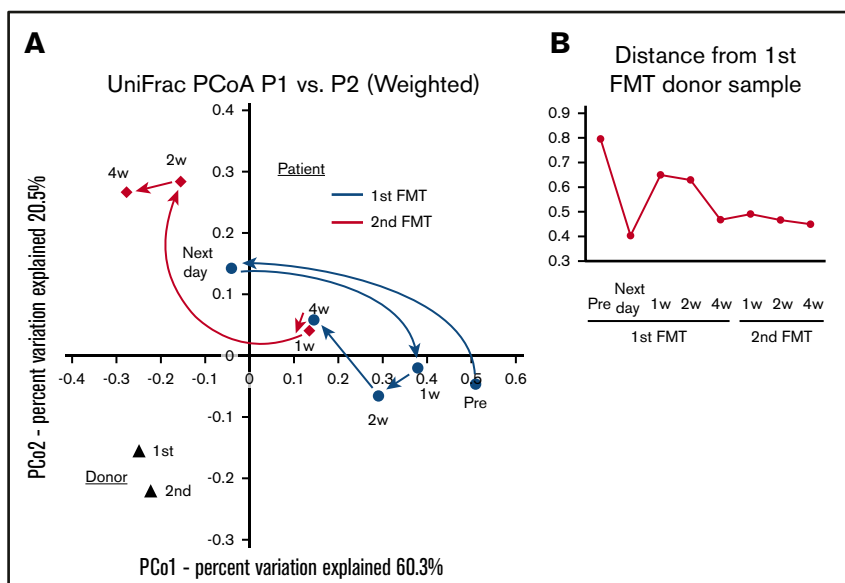 A
UniFrac PCoA P1 vs. P2 (Weighted)
PCo2 - percent variation explained 20.5%
0.4
0.3
0.2
0.1
0
-0.1
-0.2
-0.3
-0.4 -0.3 -0.2 -0.1 0 0.1 0.2 0.3 0.4 0.5 0.6
PCo1 - percent variation explained 60.3%
4w
2w
Patient
1st FMT
2nd FMT
Next
day
4w
1w
1w
2w
Pre
1st
Donor
2nd
B
Distance from 1st
FMT donor sample
0.9
0.8
0.7
0.6
0.5
0.4
0.3
Pre Next day 1w 2w 4w 1w 2w 4w
1st FMT 2nd FMT